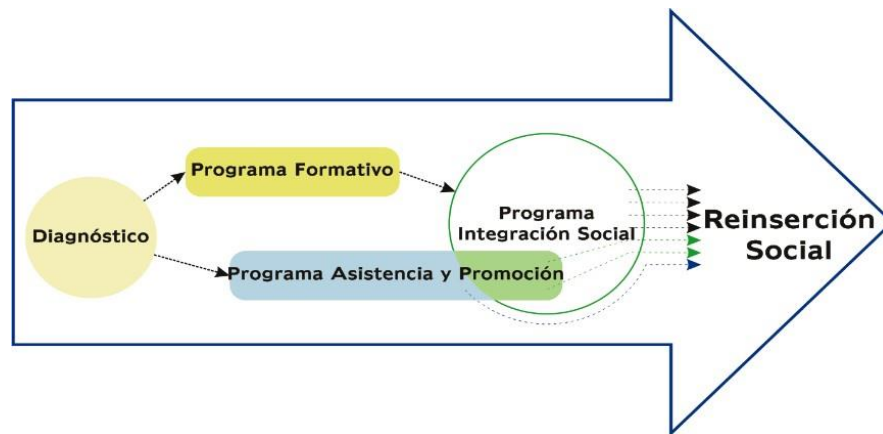 Programa Formativo
Diagnóstico
Programa
Integración Social
Programa Asistencia y Promoción
Reinserción
Social